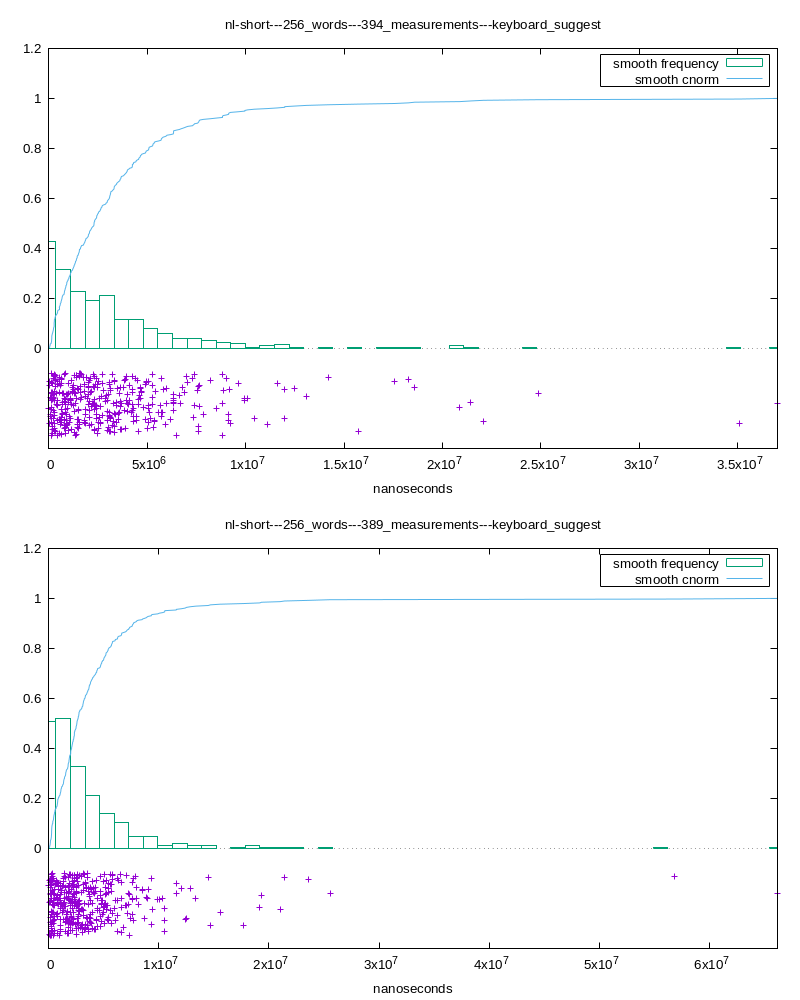 nl-short---256_words---394_measurements---keyboard_suggest
1.2
smooth frequency
smooth cnorm
1
0.8
0.6
0.4
0.2
0
0 5x10⁶ 1x10⁷ 1.5x10⁷ 2x10⁷ 2.5x10⁷ 3x10⁷ 3.5x10⁷
nanoseconds
nl-short---256_words---389_measurements---keyboard_suggest
1.2
smooth frequency
smooth cnorm
1
0.8
0.6
0.4
0.2
0
0 1x10⁷ 2x10⁷ 3x10⁷ 4x10⁷ 5x10⁷ 6x10⁷
nanoseconds